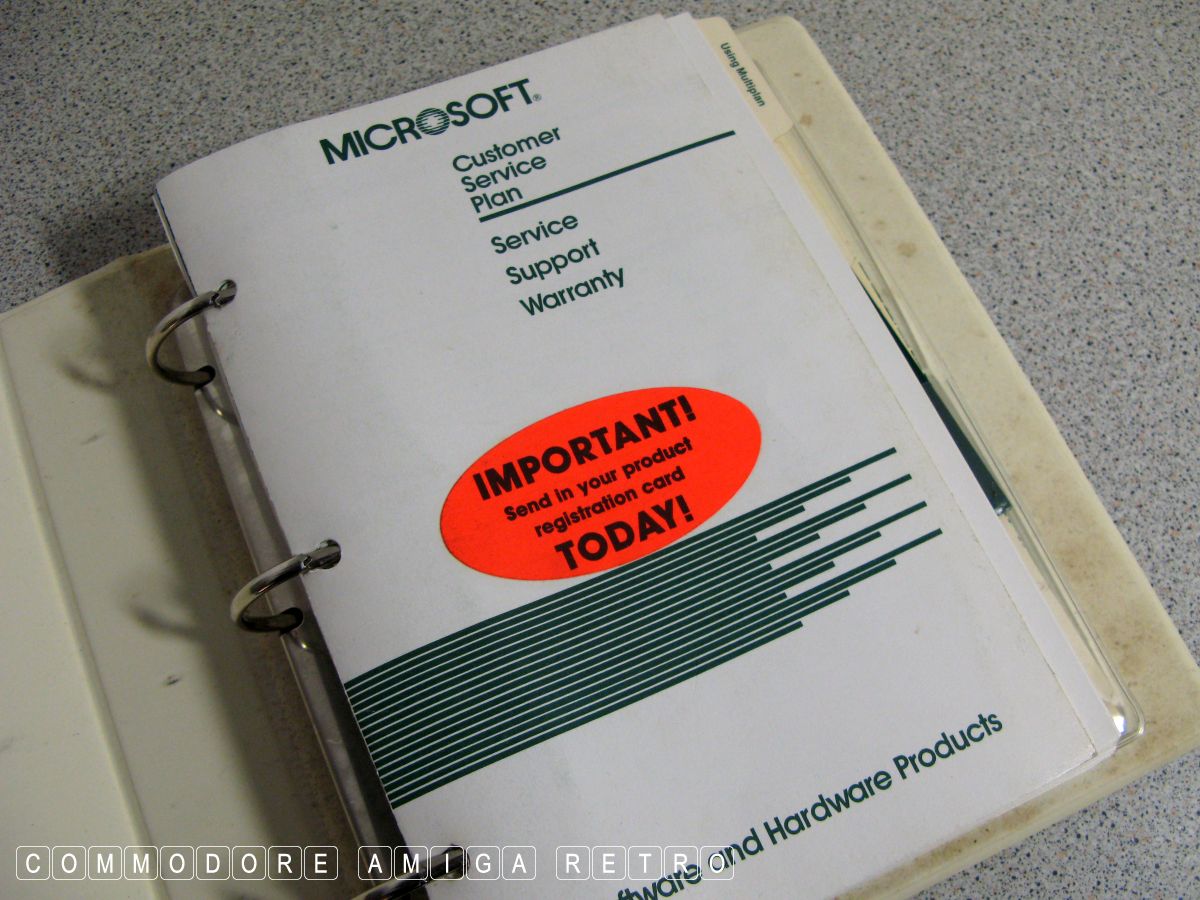 MICROSOFT®
Customer
Service
Plan
Service
Support
Warranty
Using Multiplan
IMPORTANT!
Send in your product
registration card
TODAY!
ftware and Hardware Products
COMMODORE AMIGA RETRO